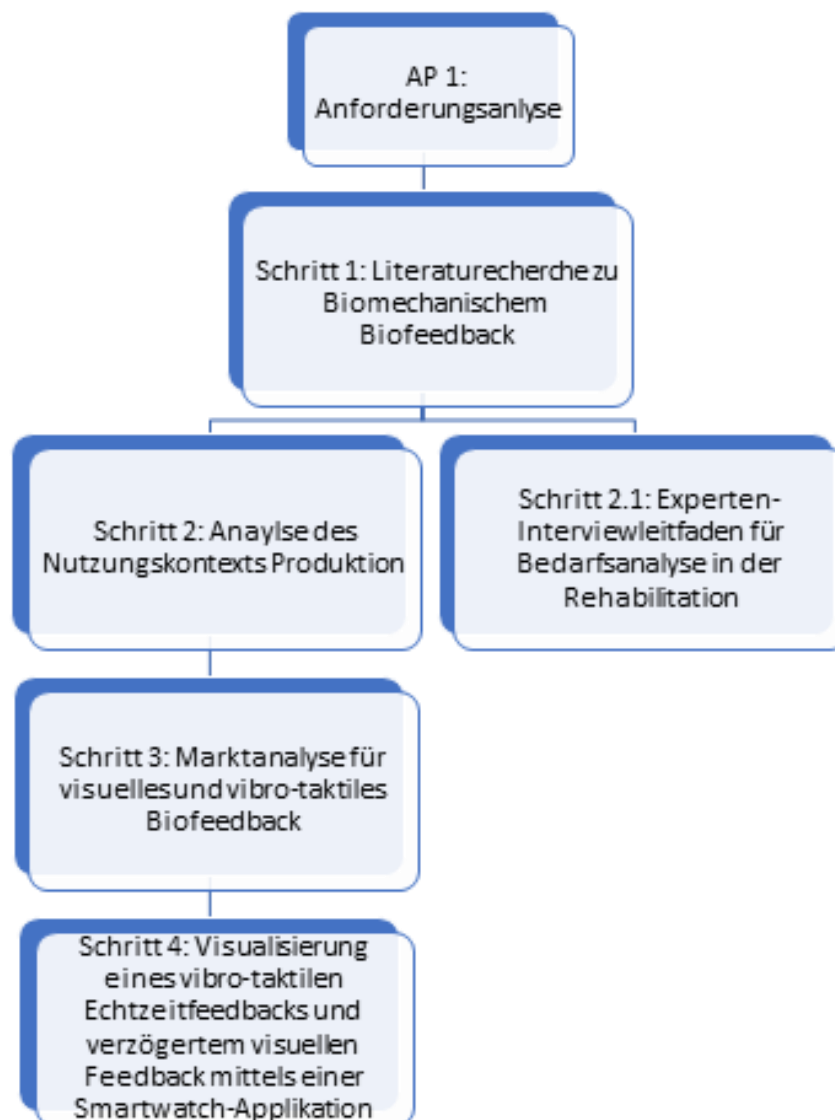 AP 1:
Anforderungsanlyse
Schritt 1: Literaturecherche zu
Biomechanischem
Biofeedback
Schritt 2: Anaylse des
Nutzungskontexts Produktion
Schritt 2.1: Experten-
Interviewleitfaden für
Bedarfsanalyse in der
Rehabilitation
Schritt 3: Marktanalyse für
visuelles und vibro-taktiles
Biofeedback
Schritt 4: Visualisierung
eines vibro-taktilen
Echtzeitfeedbacks und
verzögertem visuellen
Feedback mittels einer
Smartwatch-Applikation